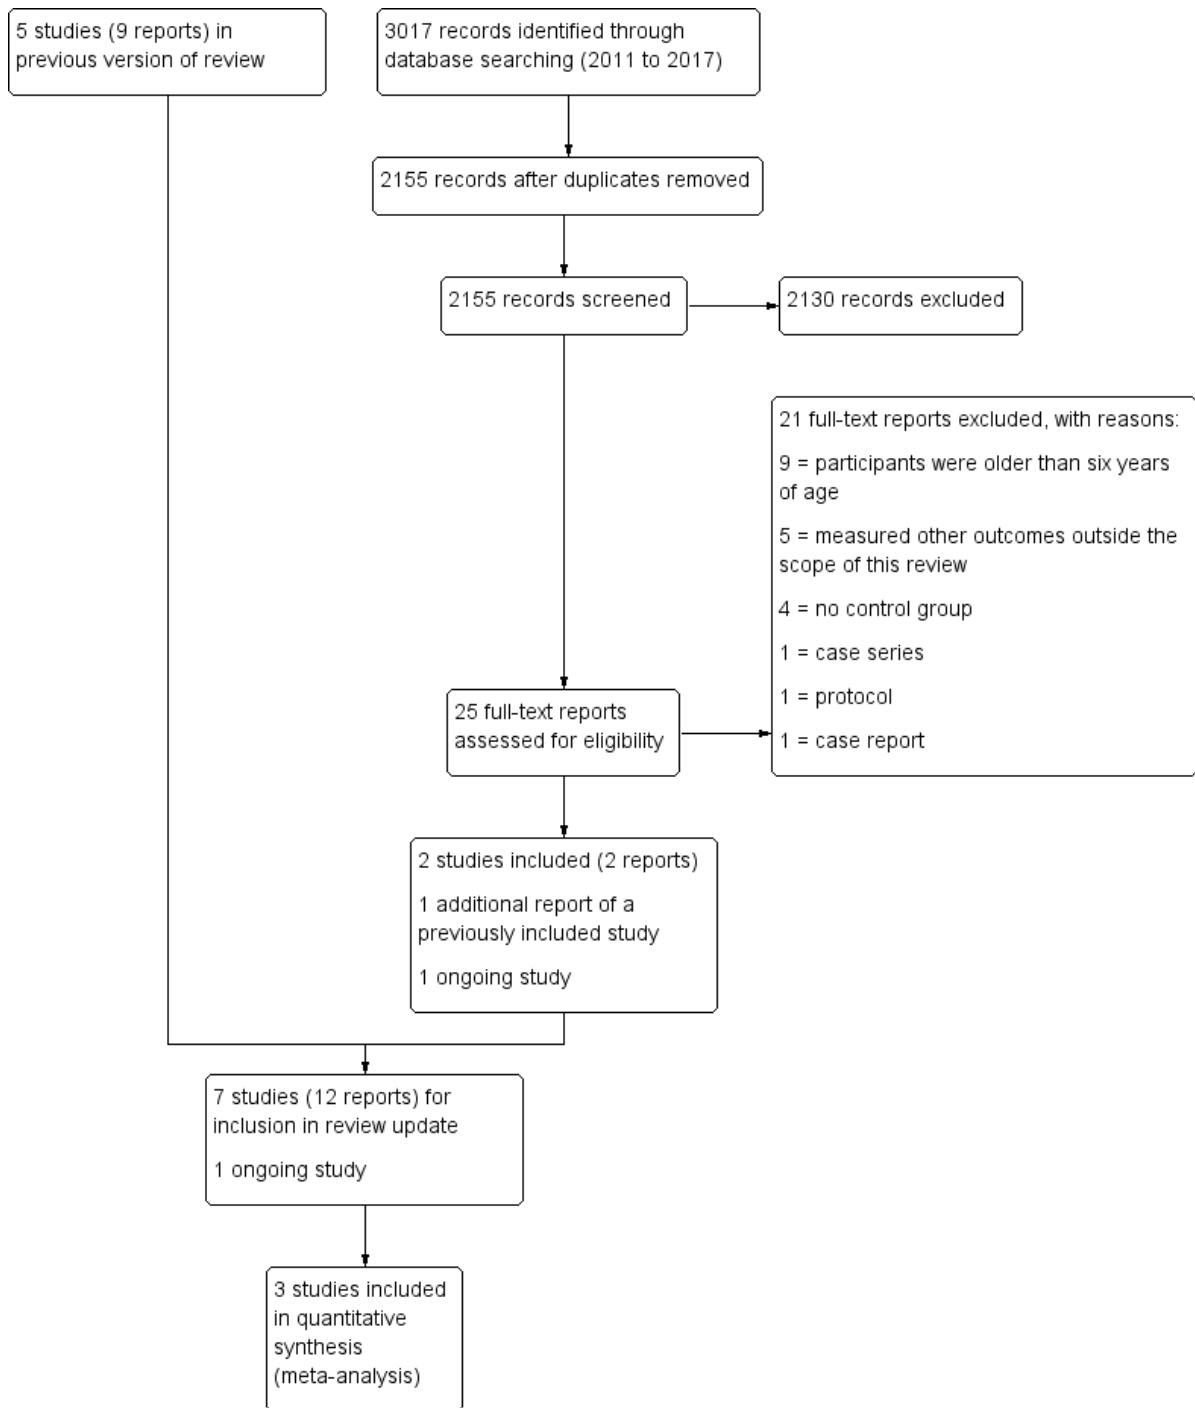 5 studies (9 reports) in
previous version of review
3017 records identified through
database searching (2011 to 2017)
2155 records after duplicates removed
2155 records screened
2130 records excluded
21 full-text reports excluded, with reasons:
9 = participants were older than six years
of age
5 = measured other outcomes outside the
scope of this review
4 = no control group
1 = case series
1 = protocol
1 = case report
25 full-text reports
assessed for eligibility
2 studies included (2 reports)
1 additional report of a
previously included study
1 ongoing study
7 studies (12 reports) for
inclusion in review update
1 ongoing study
3 studies included
in quantitative
synthesis
(meta-analysis)